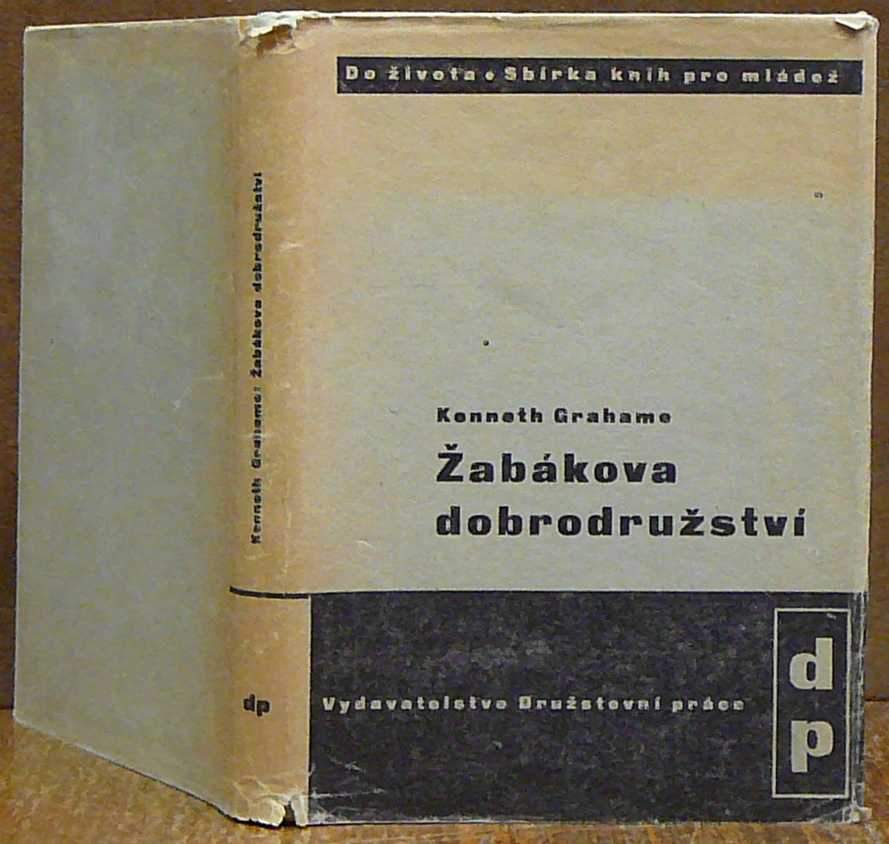 Do života • Sbírka knih pro mládež
Kenneth Grahame
Žabákova
dobrodružství
Vydavatelstvo Družstevní práce
d
p
Kenneth Grahame: Žabákova dobrodružství
dp